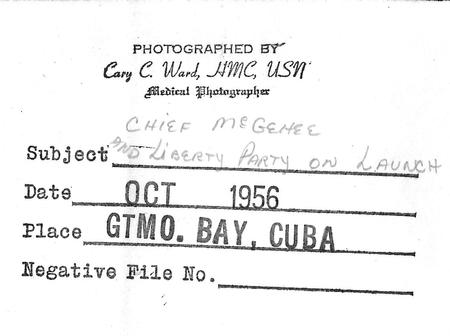 PHOTOGRAPHED BY
Cary C. Ward, HMC, USN
Medical Photographer
CHIEF McGEHEE
Subject AND LIBERTY PARTY ON LAUNCH
Date OCT 1956
Place GTMO. BAY, CUBA
Negative File No.